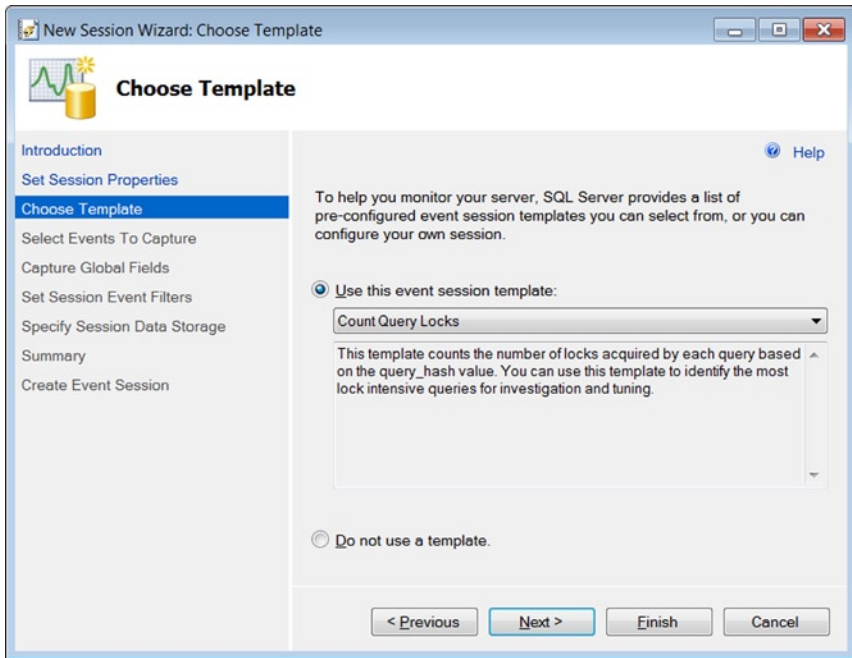 New Session Wizard: Choose Template
Choose Template
Introduction
Set Session Properties
Choose Template
Select Events To Capture
Capture Global Fields
Set Session Event Filters
Specify Session Data Storage
Summary
Create Event Session
Help
To help you monitor your server, SQL Server provides a list of
pre-configured event session templates you can select from, or you can
configure your own session.
Use this event session template:
Count Query Locks
This template counts the number of locks acquired by each query based
on the query_hash value. You can use this template to identify the most
lock intensive queries for investigation and tuning.
Do not use a template.
< Previous
Next >
Finish
Cancel